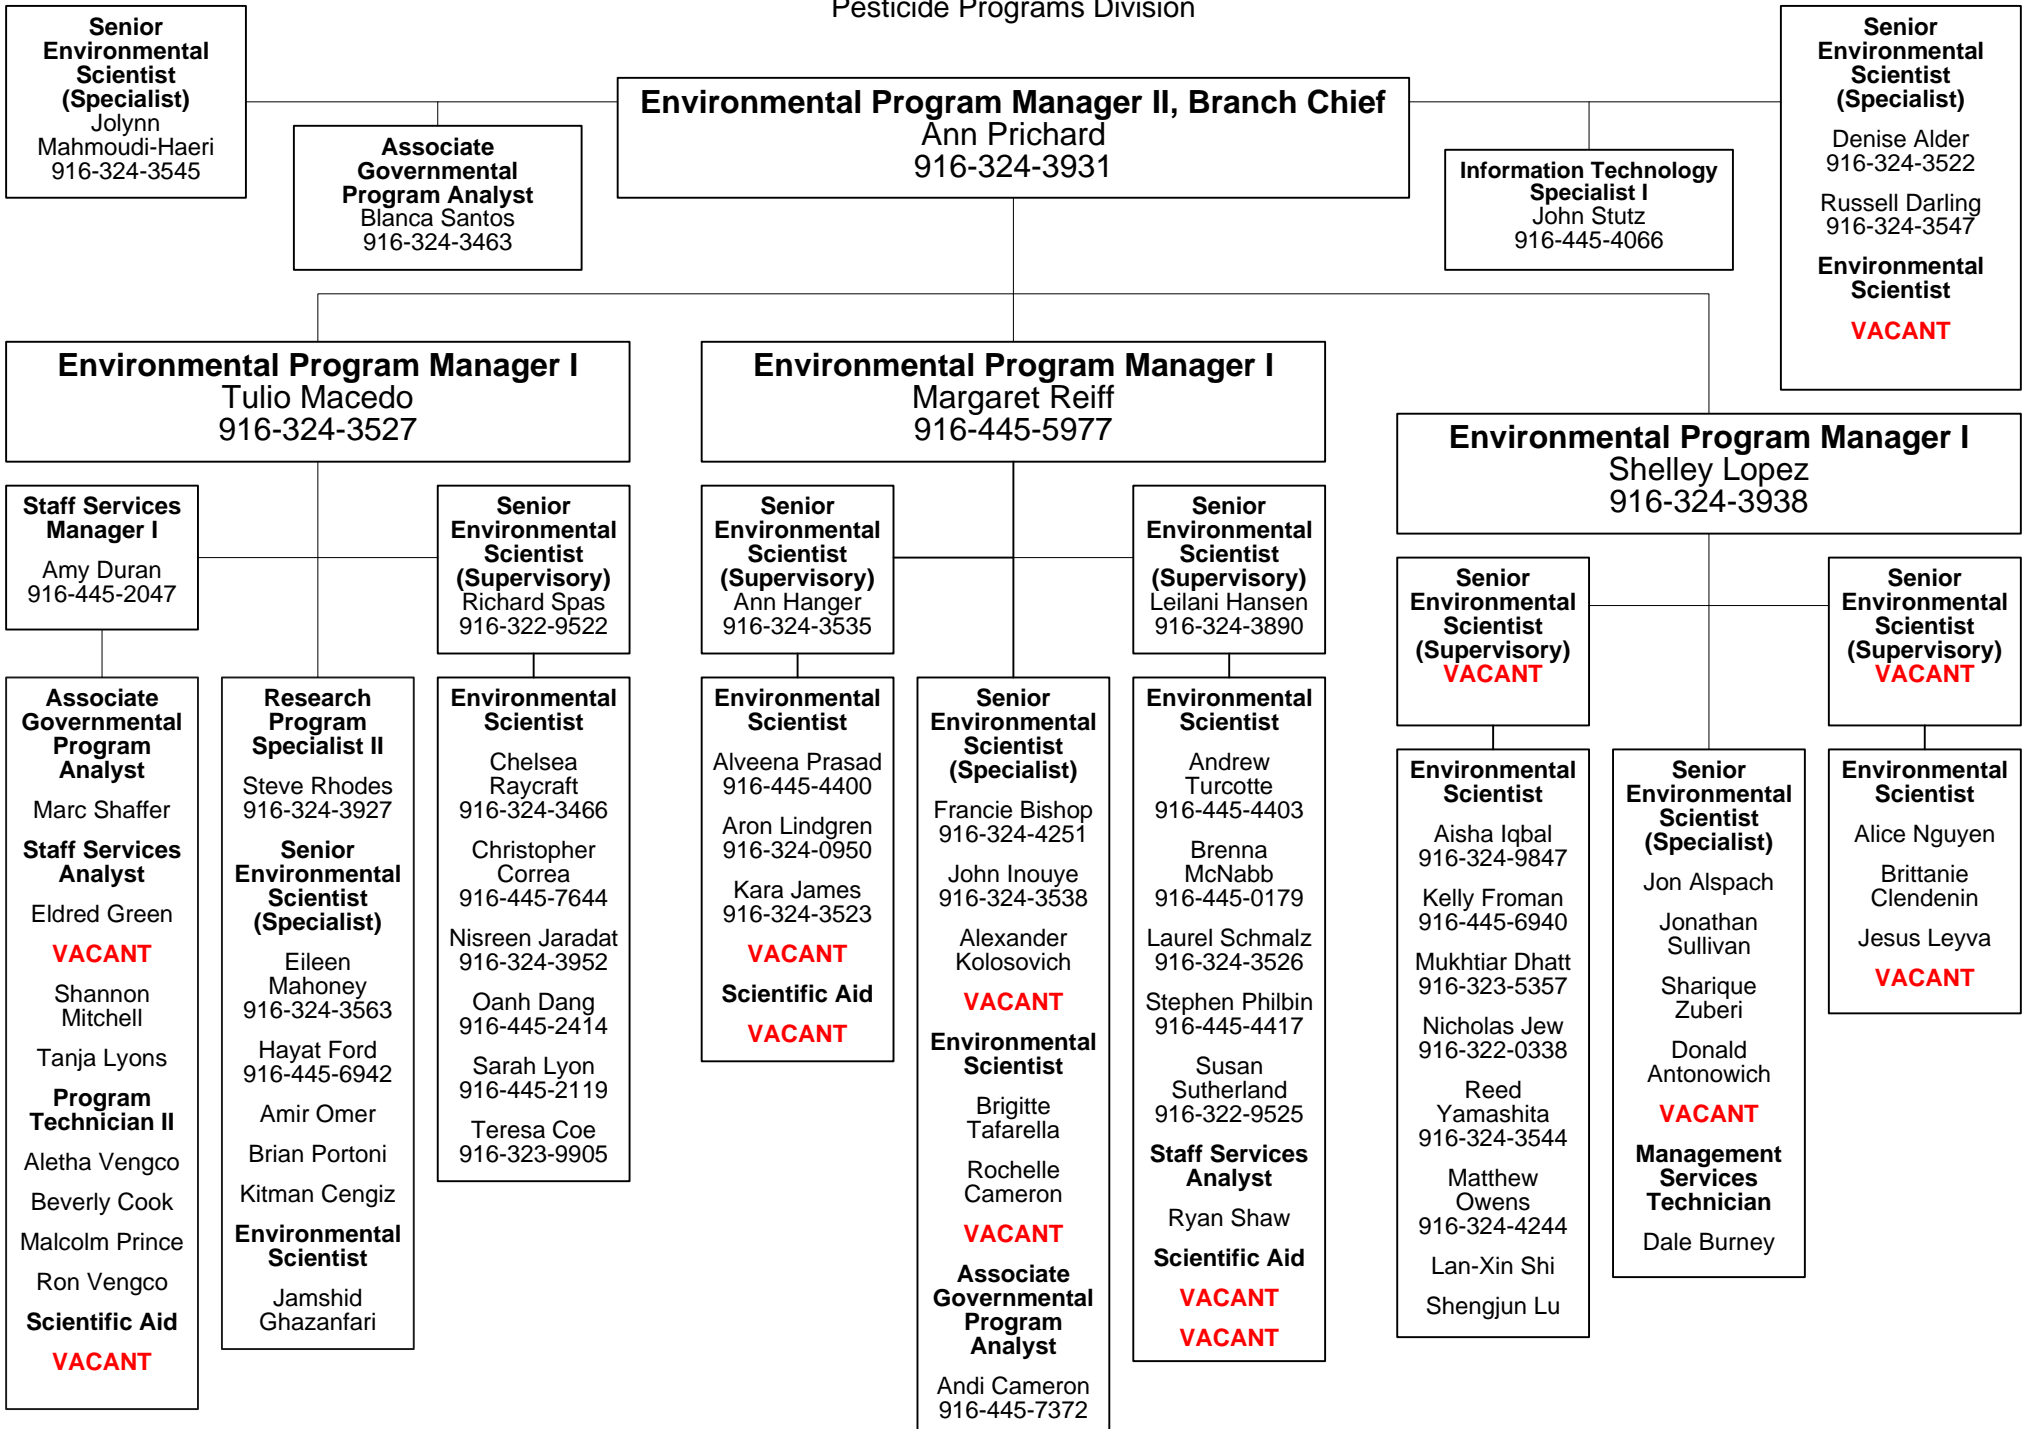 Pesticide Programs Division
Senior
Environmental
Scientist
(Specialist)
Jolynn
Mahmoudi-Haeri
916-324-3545
Associate
Governmental
Program Analyst
Blanca Santos
916-324-3463
Environmental Program Manager II, Branch Chief
Ann Prichard
916-324-3931
Information Technology
Specialist I
John Stutz
916-445-4066
Senior
Environmental
Scientist
(Specialist)
Denise Alder
916-324-3522
Russell Darling
916-324-3547
Environmental
Scientist
VACANT
Environmental Program Manager I
Tulio Macedo
916-324-3527
Environmental Program Manager I
Margaret Reiff
916-445-5977
Environmental Program Manager I
Shelley Lopez
916-324-3938
Staff Services
Manager I
Amy Duran
916-445-2047
Senior
Environmental
Scientist
(Supervisory)
Richard Spas
916-322-9522
Senior
Environmental
Scientist
(Supervisory)
Ann Hanger
916-324-3535
Senior
Environmental
Scientist
(Supervisory)
Leilani Hansen
916-324-3890
Senior
Environmental
Scientist
(Supervisory)
VACANT
Senior
Environmental
Scientist
(Supervisory)
VACANT
Associate
Governmental
Program
Analyst
Marc Shaffer
Staff Services
Analyst
Eldred Green
VACANT
Shannon
Mitchell
Tanja Lyons
Program
Technician II
Aletha Vengco
Beverly Cook
Malcolm Prince
Ron Vengco
Scientific Aid
VACANT
Research
Program
Specialist II
Steve Rhodes
916-324-3927
Senior
Environmental
Scientist
(Specialist)
Eileen
Mahoney
916-324-3563
Hayat Ford
916-445-6942
Amir Omer
Brian Portoni
Kitman Cengiz
Environmental
Scientist
Jamshid
Ghazanfari
Environmental
Scientist
Chelsea
Raycraft
916-324-3466
Christopher
Correa
916-445-7644
Nisreen Jaradat
916-324-3952
Oanh Dang
916-445-2414
Sarah Lyon
916-445-2119
Teresa Coe
916-323-9905
Environmental
Scientist
Alveena Prasad
916-445-4400
Aron Lindgren
916-324-0950
Kara James
916-324-3523
VACANT
Scientific Aid
VACANT
Senior
Environmental
Scientist
(Specialist)
Francie Bishop
916-324-4251
John Inouye
916-324-3538
Alexander
Kolosovich
VACANT
Environmental
Scientist
Brigitte
Tafarella
Rochelle
Cameron
VACANT
Associate
Governmental
Program
Analyst
Andi Cameron
916-445-7372
Environmental
Scientist
Andrew
Turcotte
916-445-4403
Brenna
McNabb
916-445-0179
Laurel Schmalz
916-324-3526
Stephen Philbin
916-445-4417
Susan
Sutherland
916-322-9525
Staff Services
Analyst
Ryan Shaw
Scientific Aid
VACANT
VACANT
Environmental
Scientist
Aisha Iqbal
916-324-9847
Kelly Froman
916-445-6940
Mukhtiar Dhatt
916-323-5357
Nicholas Jew
916-322-0338
Reed
Yamashita
916-324-3544
Matthew
Owens
916-324-4244
Lan-Xin Shi
Shengjun Lu
Senior
Environmental
Scientist
(Specialist)
Jon Alspach
Jonathan
Sullivan
Sharique
Zuberi
Donald
Antonowich
VACANT
Management
Services
Technician
Dale Burney
Environmental
Scientist
Alice Nguyen
Brittanie
Clendenin
Jesus Leyva
VACANT